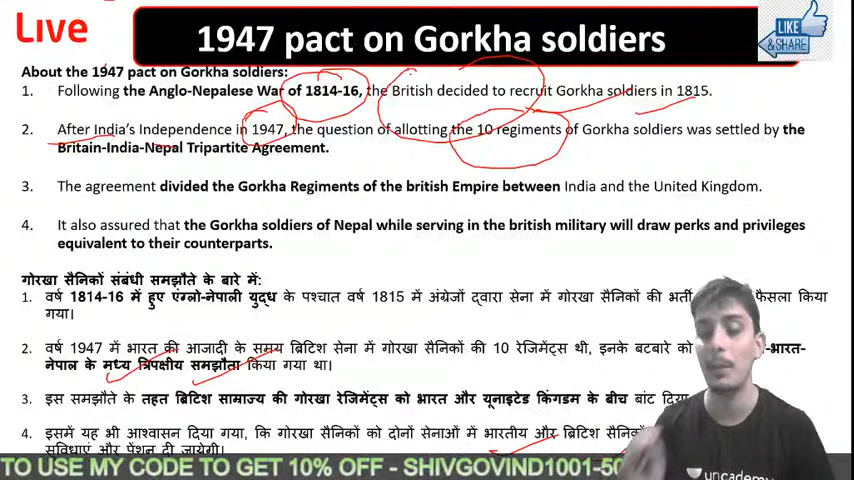 Live
1947 pact on Gorkha soldiers
LIKE
& SHARE
About the 1947 pact on Gorkha soldiers:
1. Following the Anglo-Nepalese War of 1814-16, the British decided to recruit Gorkha soldiers in 1815.
2. After India's Independence in 1947, the question of allotting the 10 regiments of Gorkha soldiers was settled by the
Britain-India-Nepal Tripartite Agreement.
3. The agreement divided the Gorkha Regiments of the british Empire between India and the United Kingdom.
4. It also assured that the Gorkha soldiers of Nepal while serving in the british military will draw perks and privileges
equivalent to their counterparts.
गोरखा सैनिकों संबंधी समझौते के बारे में:
1. वर्ष 1814-16 में हुए एंग्लो-नेपाली युद्ध के पश्चात वर्ष 1815 में अंग्रेजों द्वारा सेना में गोरखा सैनिकों की भर्ती फैसला किया
गया।
2. वर्ष 1947 में भारत की आजादी के समय ब्रिटिश सेना में गोरखा सैनिकों की 10 रेजिमेंट्स थी, इनके बटबारे को -भारत-
नेपाल के मध्य त्रिपक्षीय समझौता किया गया था।
3. इस समझौते के तहत ब्रिटिश साम्राज्य की गोरखा रेजिमेंट्स को भारत और यूनाइटेड किंगडम के बीच बांट दिया
4. इसमें यह भी आश्वासन दिया गया, कि गोरखा सैनिकों को दोनों सेनाओं में भारतीय और ब्रिटिश
सुविधाएं और पेंशन दी जायेगी।
TO USE MY CODE TO GET 10% OFF - SHIVGOVIND1001-50
unacademy